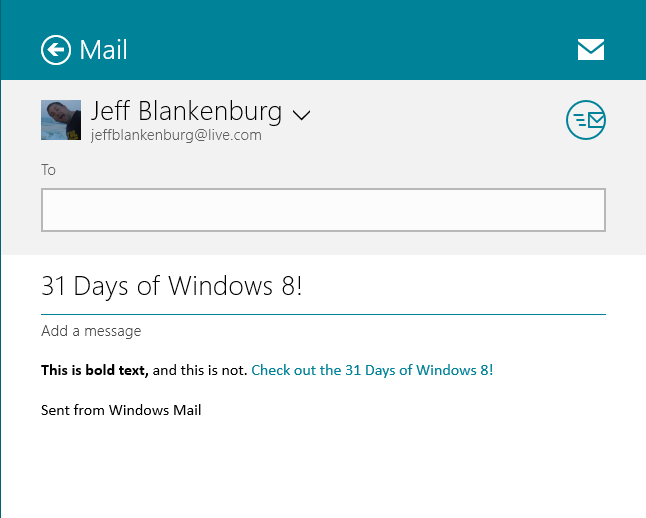 Mail
Jeff Blankenburg
jeffblankenburg@live.com
To
31 Days of Windows 8!
Add a message
This is bold text, and this is not. Check out the 31 Days of Windows 8!
Sent from Windows Mail